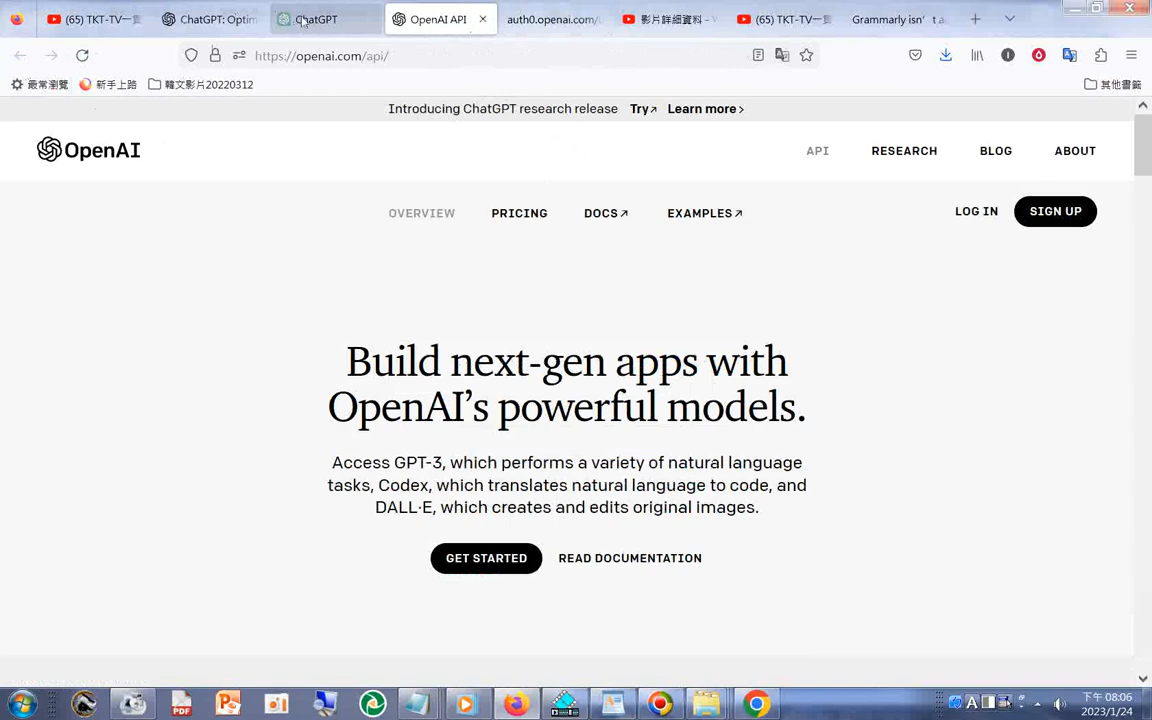 (65) TKT-TV一
ChatGPT: Optim
ChatGPT
OpenAI API
auth0.openai.com/
影片詳細資料 - Y
(65) TKT-TV一
Grammarly isn't a
https://openai.com/api/
最常瀏覽
新手上路
韓文影片20220312
其他書籤
Introducing ChatGPT research release Try↗ Learn more›
OpenAI
API RESEARCH BLOG ABOUT
OVERVIEW PRICING DOCS↗ EXAMPLES↗ LOG IN SIGN UP
Build next-gen apps with
OpenAI's powerful models.
Access GPT-3, which performs a variety of natural language
tasks, Codex, which translates natural language to code, and
DALL·E, which creates and edits original images.
GET STARTED READ DOCUMENTATION
下午 08:06
2023/1/24